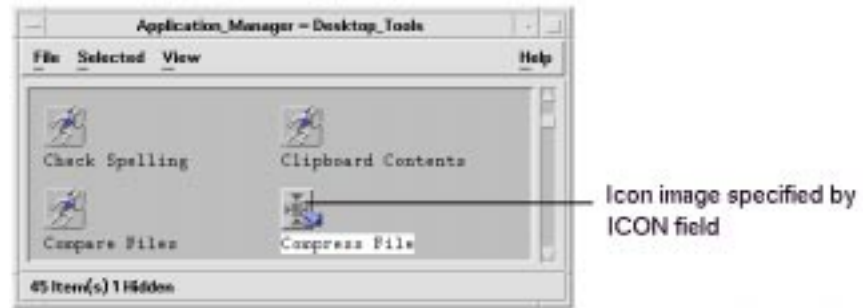 Application_Manager – Desktop_Tools
File Selected View Help
Check Spelling
Clipboard Contents
Compare Files
Compress File
45 Item(s) 1 Hidden
Icon image specified by
ICON field